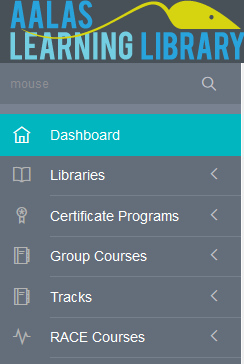 AALAS
LEARNING LIBRARY
mouse
Dashboard
Libraries
Certificate Programs
Group Courses
Tracks
RACE Courses